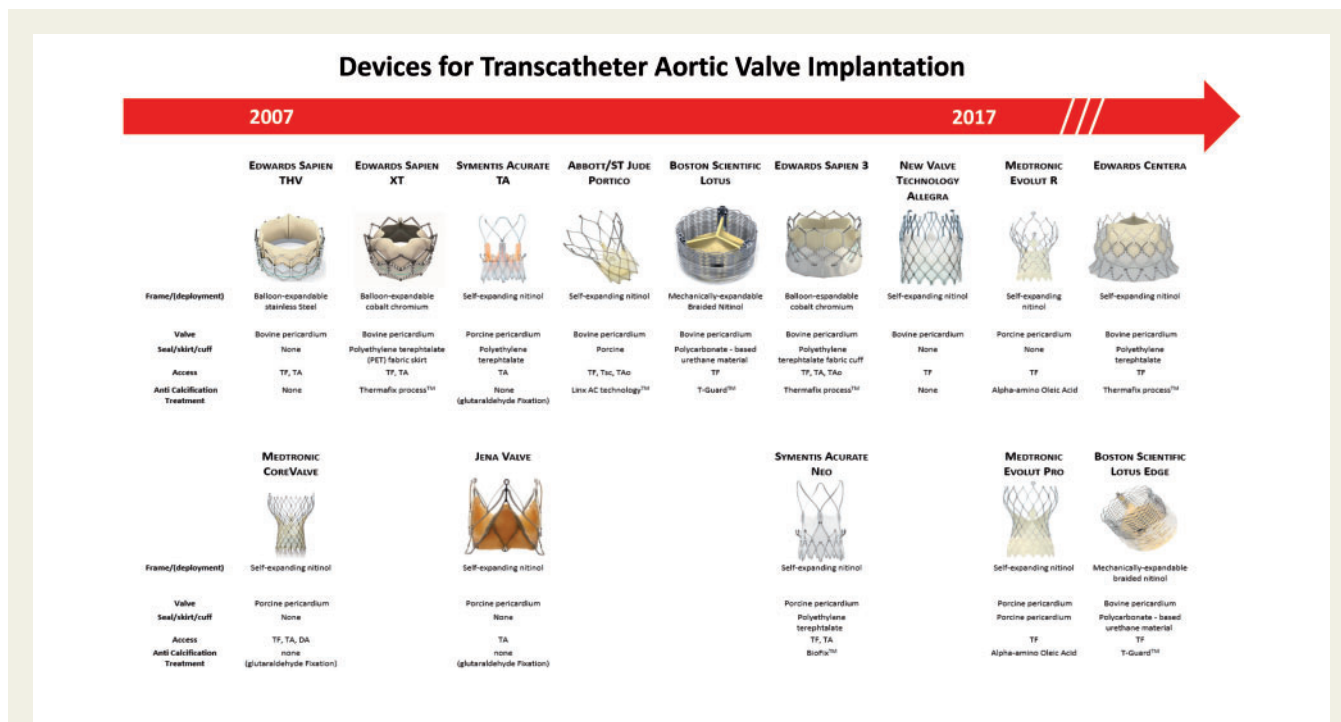 Devices for Transcatheter Aortic Valve Implantation
2007 2017
EDWARDS SAPIEN THV
EDWARDS SAPIEN XT
SYMENTIS ACURATE TA
ABBOTT/ST JUDE PORTICO
BOSTON SCIENTIFIC LOTUS
EDWARDS SAPIEN 3
NEW VALVE TECHNOLOGY ALLEGRA
MEDTRONIC EVOLUT R
EDWARDS CENTERA
Frame/(deployment)
Balloon-expandable stainless Steel
Balloon-expandable cobalt chromium
Self-expanding nitinol
Self-expanding nitinol
Mechanically-expandable Braided Nitinol
Balloon-expandable cobalt chromium
Self-expanding nitinol
Self-expanding nitinol
Self-expanding nitinol
Valve
Bovine pericardium
Bovine pericardium
Porcine pericardium
Bovine pericardium
Bovine pericardium
Bovine pericardium
Bovine pericardium
Porcine pericardium
Bovine pericardium
Seal/skirt/cuff
None
Polyethylene terephtalate (PET) fabric skirt
Polyethylene terephtalate
Porcine
Polycarbonate - based urethane material
Polyethylene terephtalate fabric cuff
None
None
Polyethylene terephtalate
Access
TF, TA
TF, TA
TA
TF, Tsc, TAo
TF
TF, TA, TAo
TF
TF
TF
Anti Calcification Treatment
None
Thermafix process™
None (glutaraldehyde Fixation)
Linx AC technology™
T-Guard™
Thermafix process™
None
Alpha-amino Oleic Acid
Thermafix process™
MEDTRONIC COREVALVE
JENA VALVE
SYMENTIS ACURATE NEO
MEDTRONIC EVOLUT PRO
BOSTON SCIENTIFIC LOTUS EDGE
Frame/(deployment)
Self-expanding nitinol
Self-expanding nitinol
Self-expanding nitinol
Self-expanding nitinol
Mechanically-expandable braided nitinol
Valve
Porcine pericardium
Porcine pericardium
Porcine pericardium
Porcine pericardium
Bovine pericardium
Seal/skirt/cuff
None
None
Polyethylene terephtalate
Porcine pericardium
Polycarbonate - based urethane material
Access
TF, TA, DA
TA
TF, TA
TF
TF
Anti Calcification Treatment
none (glutaraldehyde Fixation)
none (glutaraldehyde Fixation)
BioFix™
Alpha-amino Oleic Acid
T-Guard™